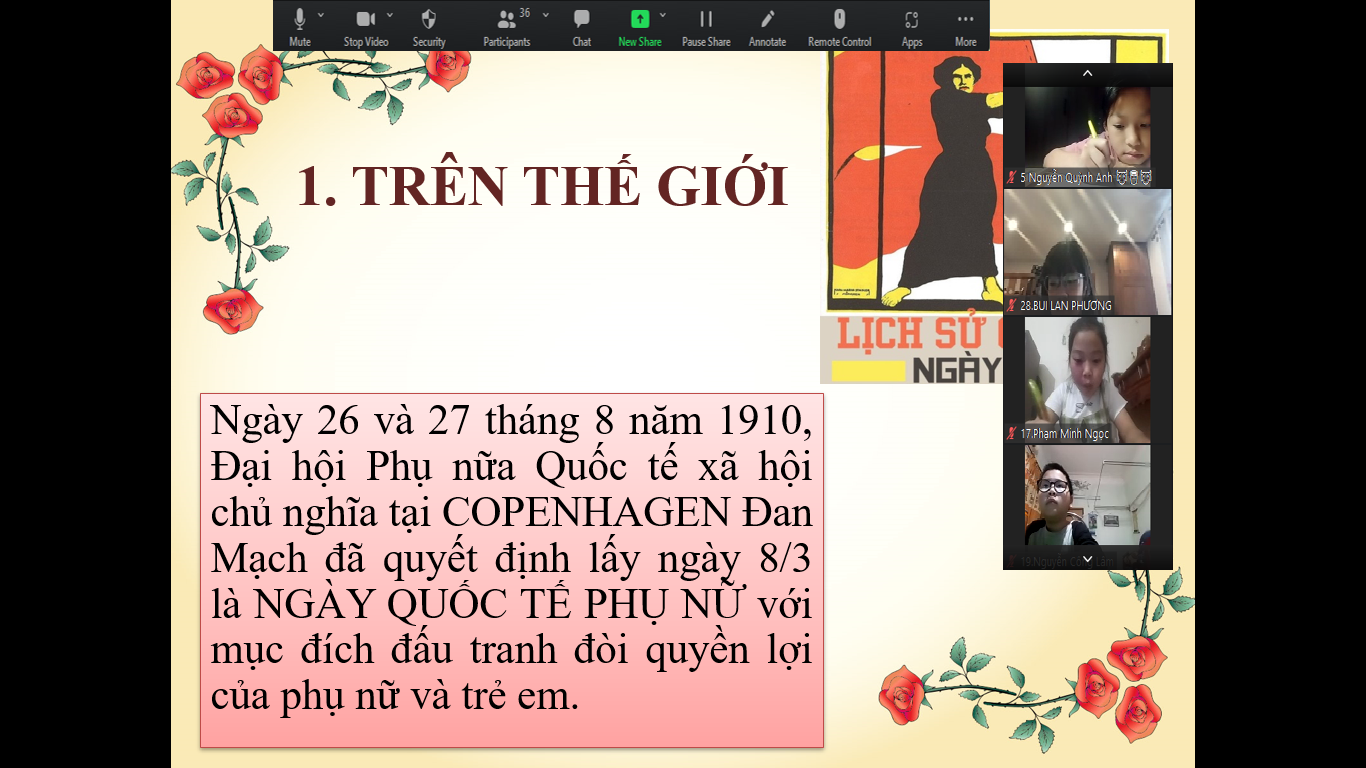 Mute
Stop Video
Security
Participants
36
Chat
New Share
Pause Share
Annotate
Remote Control
Apps
More
1. TRÊN THẾ GIỚI
LỊCH SỬ
NGÀY
Ngày 26 và 27 tháng 8 năm 1910,
Đại hội Phụ nữa Quốc tế xã hội
chủ nghĩa tại COPENHAGEN Đan
Mạch đã quyết định lấy ngày 8/3
là NGÀY QUỐC TẾ PHỤ NỮ với
mục đích đấu tranh đòi quyền lợi
của phụ nữ và trẻ em.
5 Nguyễn Quỳnh Anh
28.BUI LAN PHƯƠNG
17.Phạm Minh Ngọc
19.Nguyễn